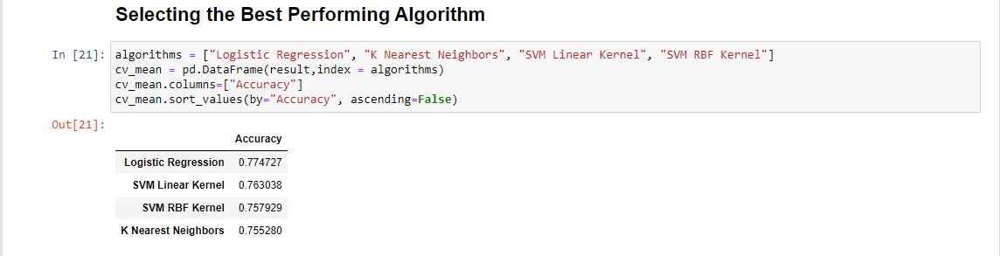 Selecting the Best Performing Algorithm
In [21]: algorithms = ["Logistic Regression", "K Nearest Neighbors", "SVM Linear Kernel", "SVM RBF Kernel"]
cv_mean = pd.DataFrame(result,index = algorithms)
cv_mean.columns=["Accuracy"]
cv_mean.sort_values(by="Accuracy", ascending=False)
Out[21]:
Accuracy
Logistic Regression 0.774727
SVM Linear Kernel 0.763038
SVM RBF Kernel 0.757929
K Nearest Neighbors 0.755280